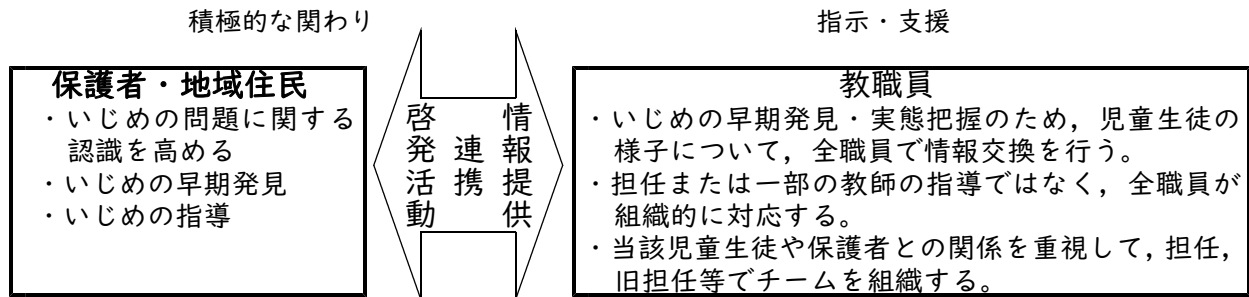 積極的な関わり
指示・支援
保護者・地域住民
・いじめの問題に関する
認識を高める
・いじめの早期発見
・いじめの指導
情報提供
連携
啓発活動
教職員
・いじめの早期発見・実態把握のため，児童生徒の
様子について，全職員で情報交換を行う。
・担任または一部の教師の指導ではなく，全職員が
組織的に対応する。
・当該児童生徒や保護者との関係を重視して，担任，
旧担任等でチームを組織する。